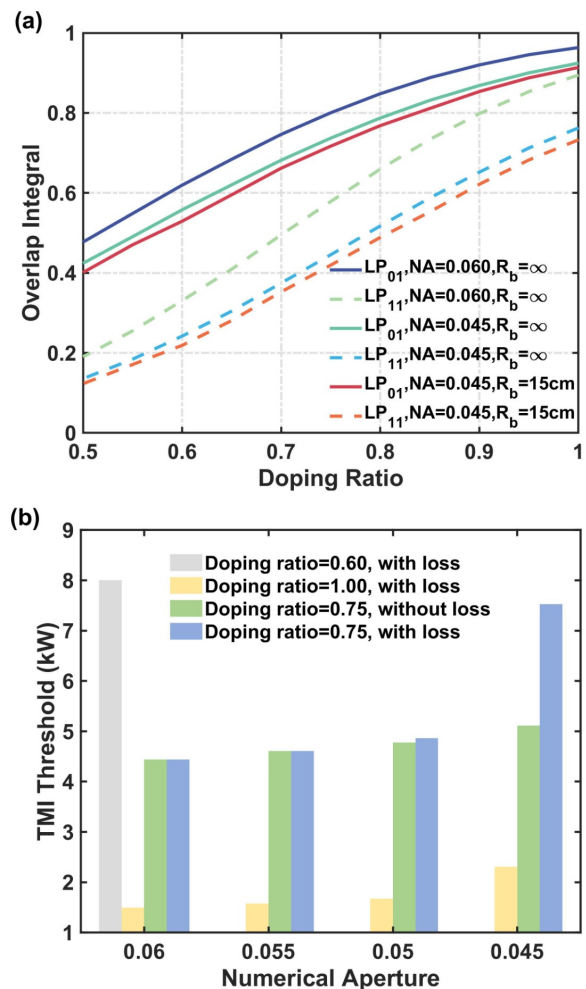 (a)
1
0.8
0.6
0.4
0.2
0
Overlap Integral
LP01,NA=0.060,Rb=∞
LP11,NA=0.060,Rb=∞
LP01,NA=0.045,Rb=∞
LP11,NA=0.045,Rb=∞
LP01,NA=0.045,Rb=15cm
LP11,NA=0.045,Rb=15cm
0.5 0.6 0.7 0.8 0.9 1
Doping Ratio
(b)
9
8
7
6
5
4
3
2
1
TMI Threshold (kW)
Doping ratio=0.60, with loss
Doping ratio=1.00, with loss
Doping ratio=0.75, without loss
Doping ratio=0.75, with loss
0.06 0.055 0.05 0.045
Numerical Aperture